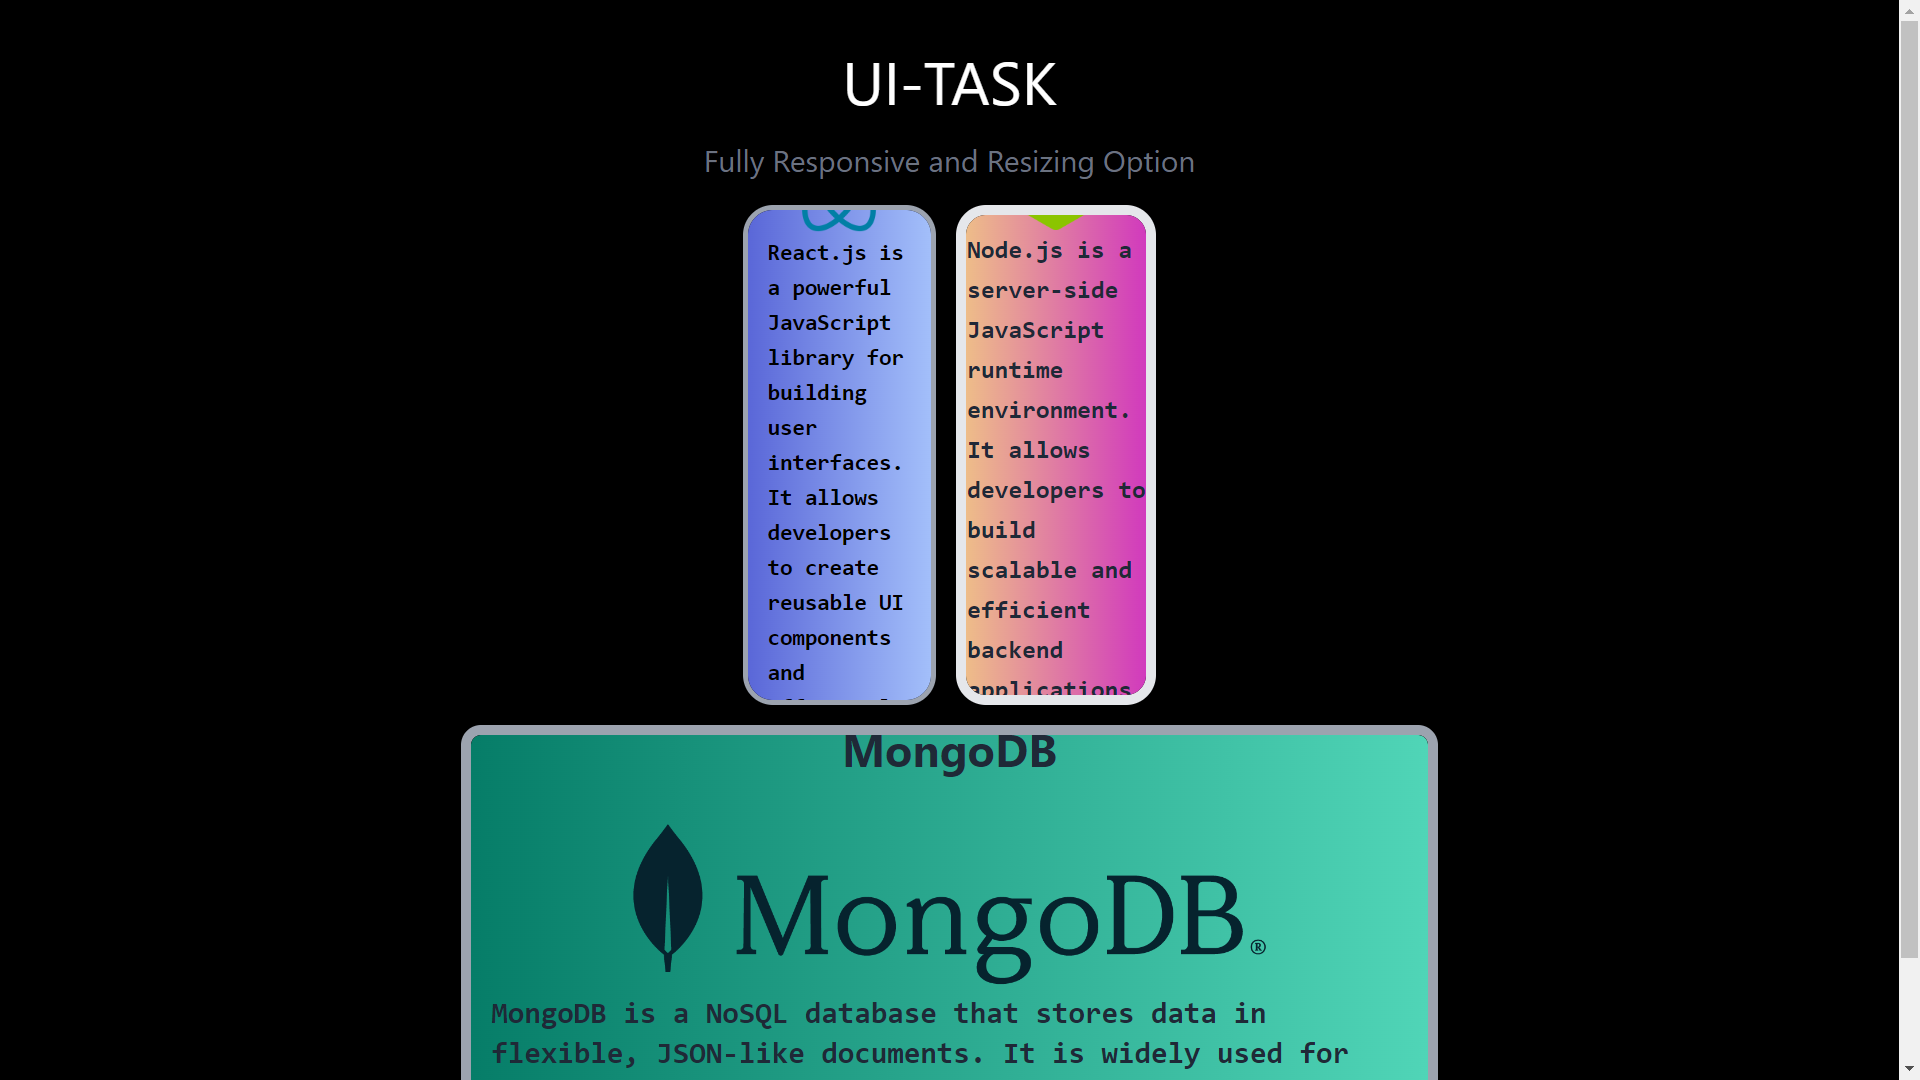 UI-TASK
Fully Responsive and Resizing Option
React.js is
a powerful
JavaScript
library for
building
user
interfaces.
It allows
developers
to create
reusable UI
components
and
Node.js is a
server-side
JavaScript
runtime
environment.
It allows
developers to
build
scalable and
efficient
backend
applications
MongoDB
MongoDB®
MongoDB is a NoSQL database that stores data in
flexible, JSON-like documents. It is widely used for